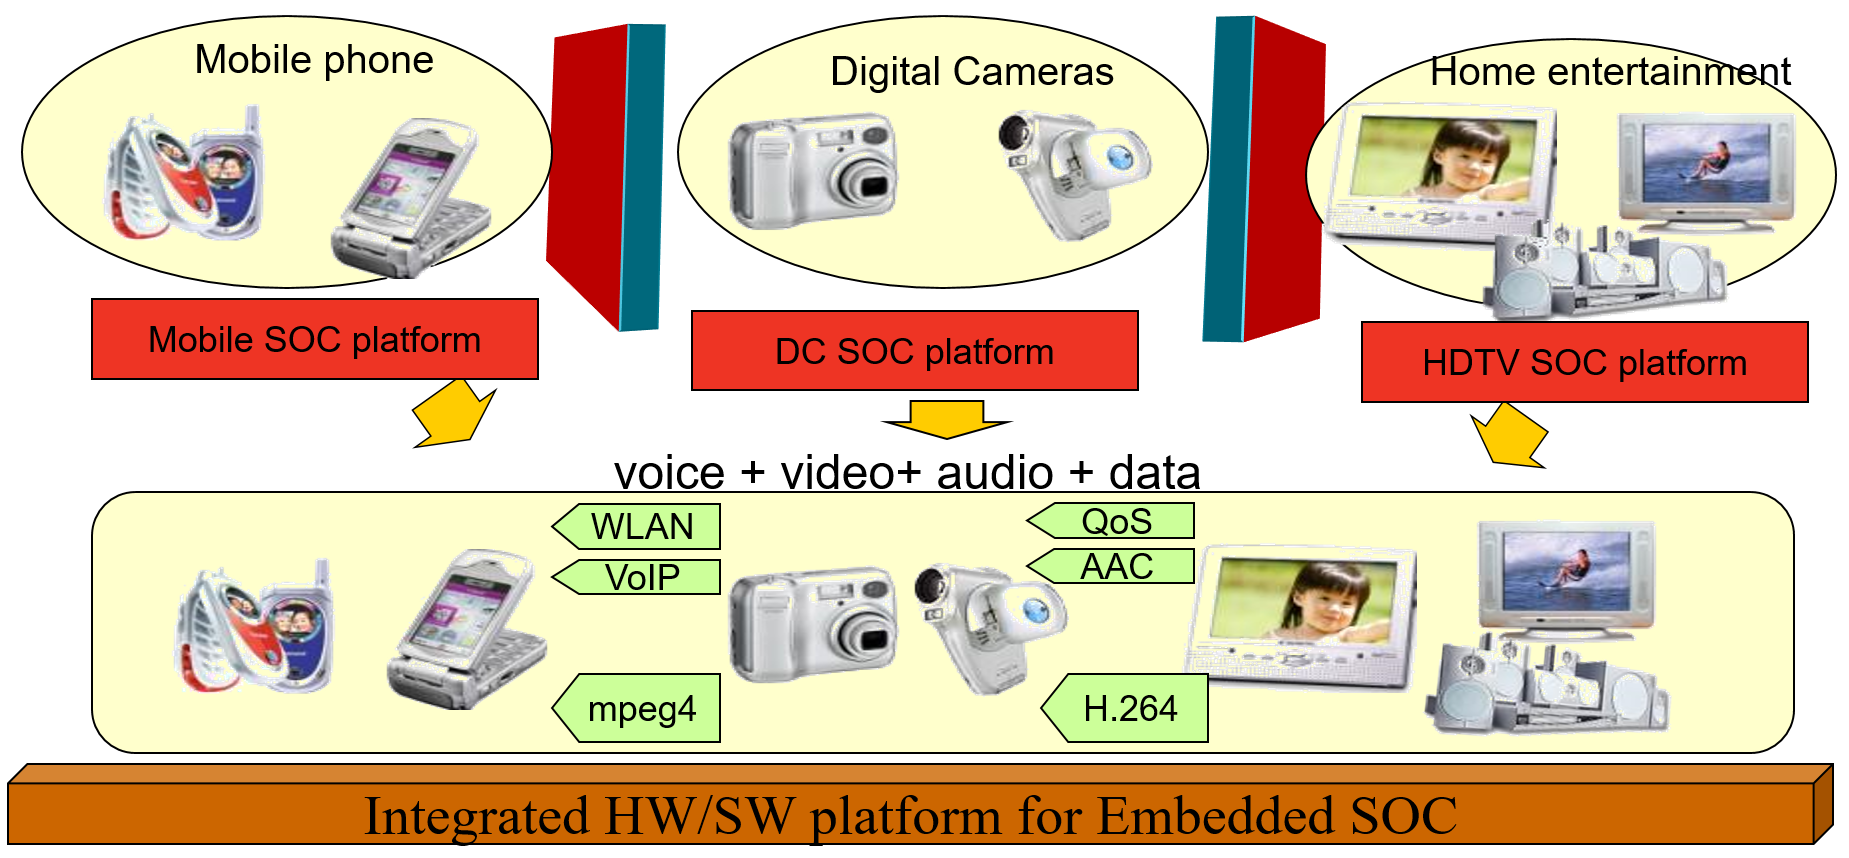 Mobile phone
Digital Cameras
Home entertainment
Mobile SOC platform
DC SOC platform
HDTV SOC platform
voice + video+ audio + data
WLAN
QoS
VoIP
AAC
mpeg4
H.264
Integrated HW/SW platform for Embedded SOC